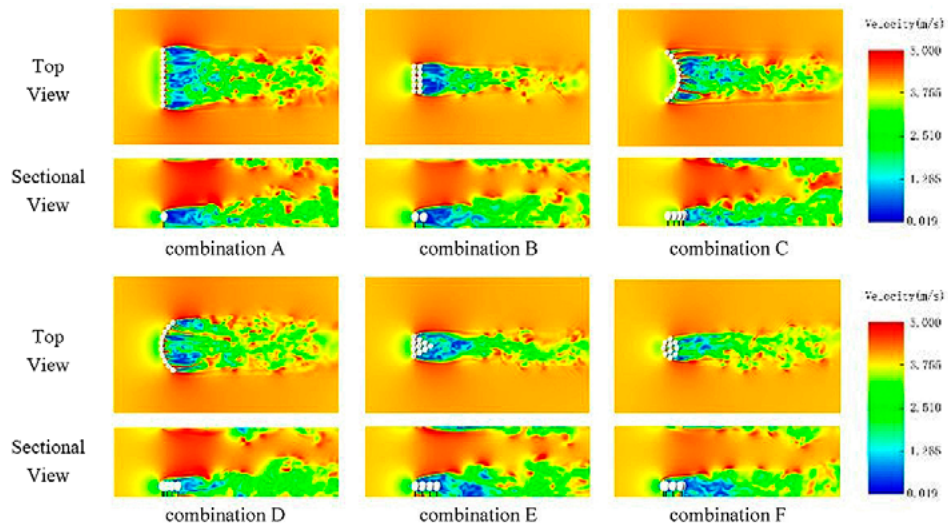 Top
View
Velocity(m/s)
5.000
3.755
2.510
1.265
0.019
Sectional
View
combination A
combination B
combination C
Top
View
Velocity(m/s)
5.000
3.755
2.510
1.265
0.019
Sectional
View
combination D
combination E
combination F